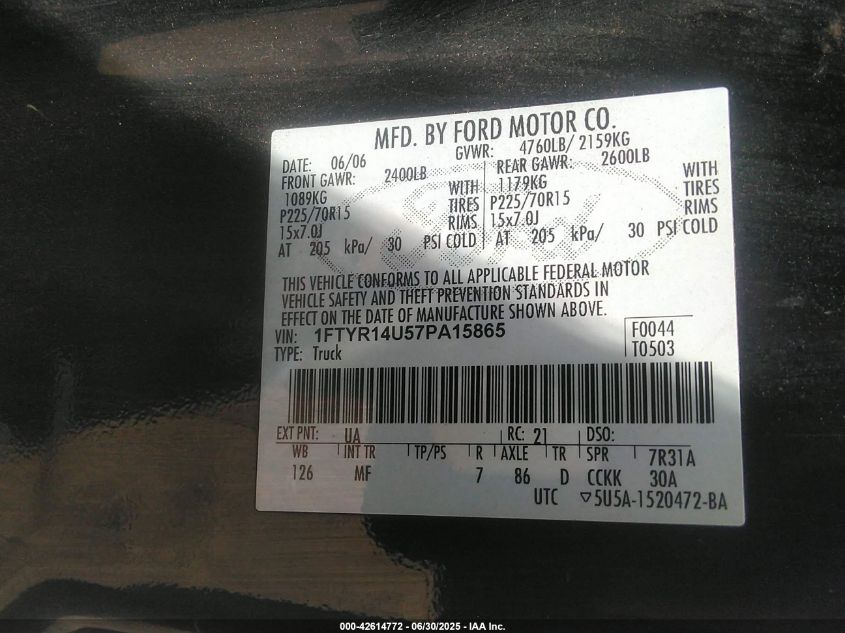 MFD. BY FORD MOTOR CO.
DATE: 06/06 GVWR: 4760LB/ 2159KG
FRONT GAWR: 2400LB REAR GAWR: 2600LB
1089KG WITH 1179KG WITH
P225/70R15 TIRES P225/70R15 TIRES
15x7.0J RIMS 15x7.0J RIMS
AT 205 kPa/ 30 PSI COLD AT 205 kPa/ 30 PSI COLD
THIS VEHICLE CONFORMS TO ALL APPLICABLE FEDERAL MOTOR
VEHICLE SAFETY AND THEFT PREVENTION STANDARDS IN
EFFECT ON THE DATE OF MANUFACTURE SHOWN ABOVE.
VIN: 1FTYR14U57PA15865 F0044
TYPE: Truck T0503
EXT PNT: UA RC: 21 DSO:
WB INT TR TP/PS R AXLE TR SPR 7R31A
126 MF 7 86 D CCKK 30A
UTC ▽5U5A-1520472-BA
000-42614772 - 06/30/2025 - IAA Inc.